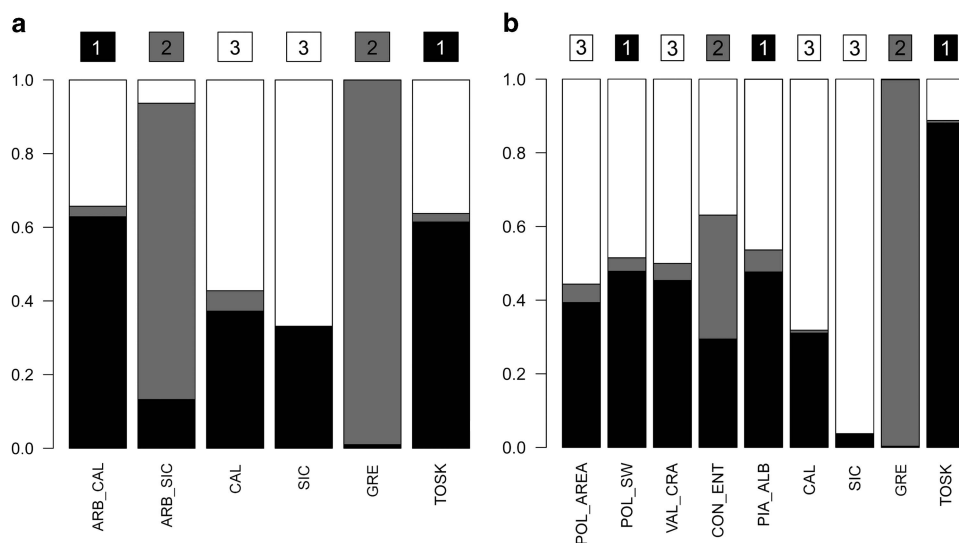 a
1 2 3 3 2 1
1.0
0.8
0.6
0.4
0.2
0.0
ARB_CAL
ARB_SIC
CAL
SIC
GRE
TOSK
b
3 1 3 2 1 3 3 2 1
1.0
0.8
0.6
0.4
0.2
0.0
POL_AREA
POL_SW
VAL_CRA
CON_ENT
PIA_ALB
CAL
SIC
GRE
TOSK